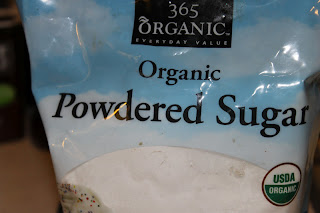 365
ORGANIC
EVERYDAY VALUE
Organic
Powdered Sugar
USDA
ORGANIC